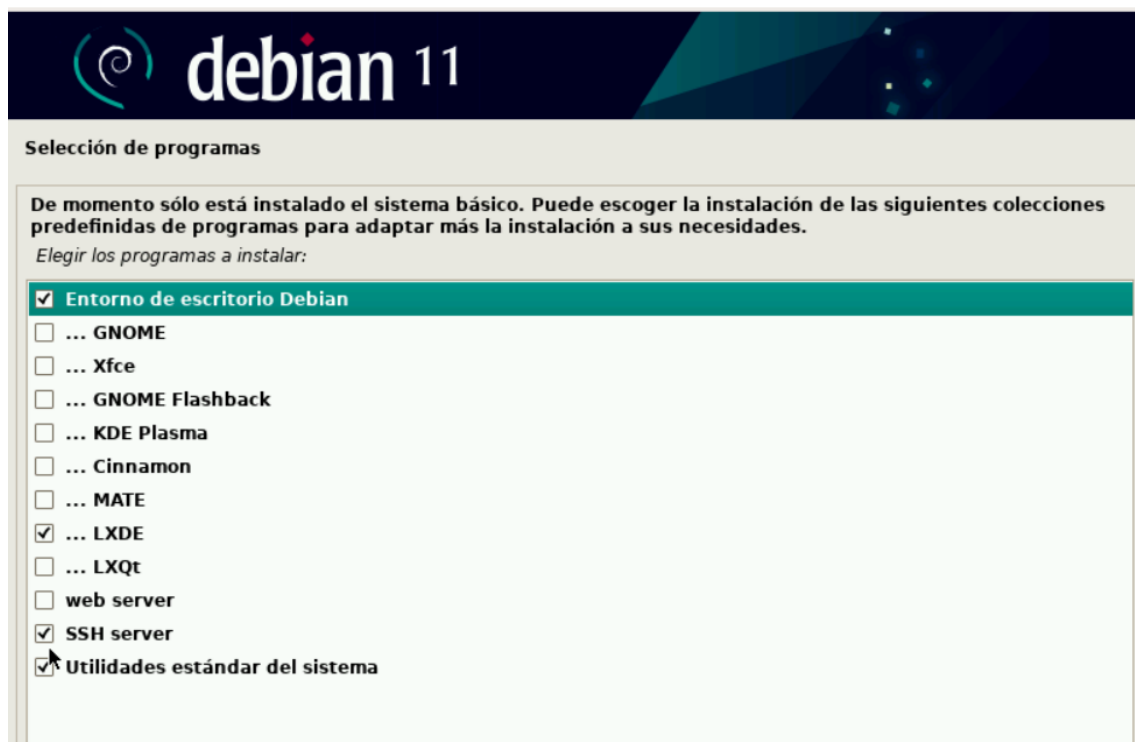 debian 11
Selección de programas
De momento sólo está instalado el sistema básico. Puede escoger la instalación de las siguientes colecciones
predefinidas de programas para adaptar más la instalación a sus necesidades.
Elegir los programas a instalar:
Entorno de escritorio Debian
... GNOME
... Xfce
... GNOME Flashback
... KDE Plasma
... Cinnamon
... MATE
... LXDE
... LXQt
web server
SSH server
Utilidades estándar del sistema